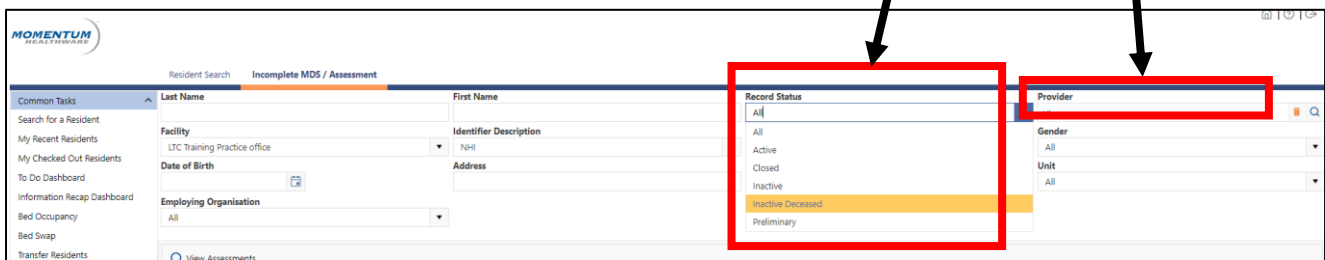 MOMENTUM
HEALTHWARE
Resident Search Incomplete MDS / Assessment
Common Tasks
Search for a Resident
My Recent Residents
My Checked Out Residents
To Do Dashboard
Information Recap Dashboard
Bed Occupancy
Bed Swap
Transfer Residents
Last Name First Name Record Status Provider
All
Facility Identifier Description Gender
LTC Training Practice office NHI All
Date of Birth Address Unit
All
Employing Organisation
All
All
Active
Closed
Inactive
Inactive Deceased
Preliminary
View Assessments